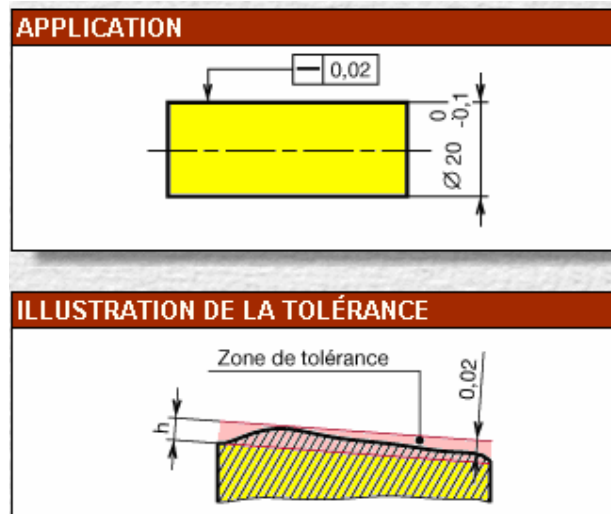 APPLICATION
— 0,02
Ø 20 0 -0,1
ILLUSTRATION DE LA TOLÉRANCE
Zone de tolérance
0,02
h